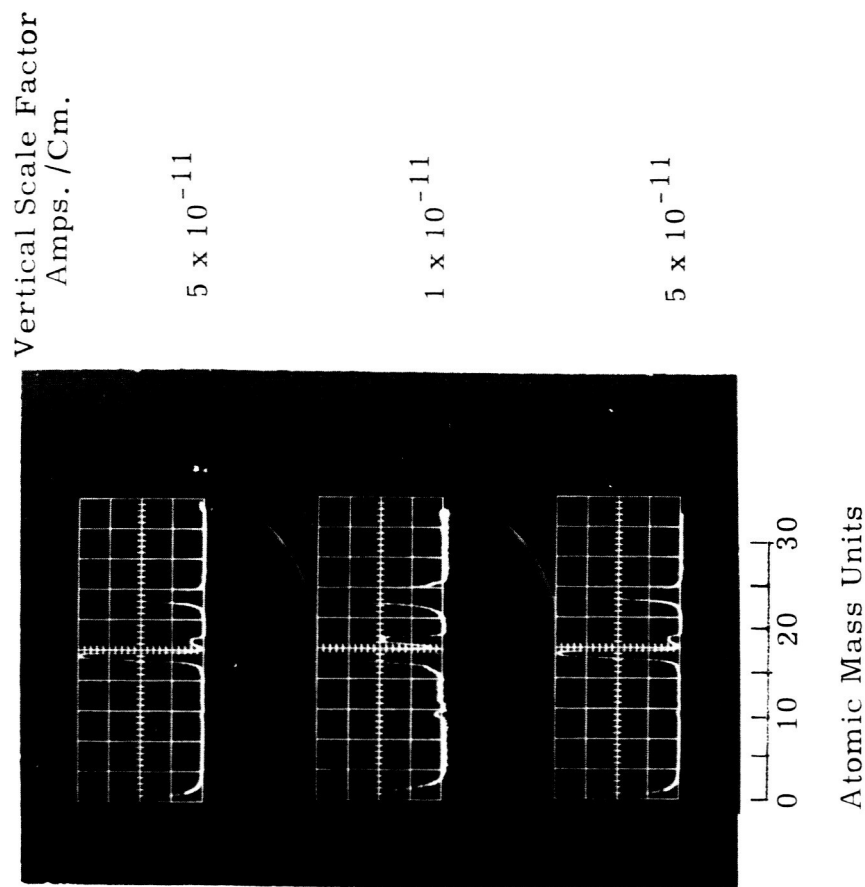 Vertical Scale Factor
Amps. /Cm.
5 x 10-11
1 x 10-11
5 x 10-11
0 10 20 30
Atomic Mass Units